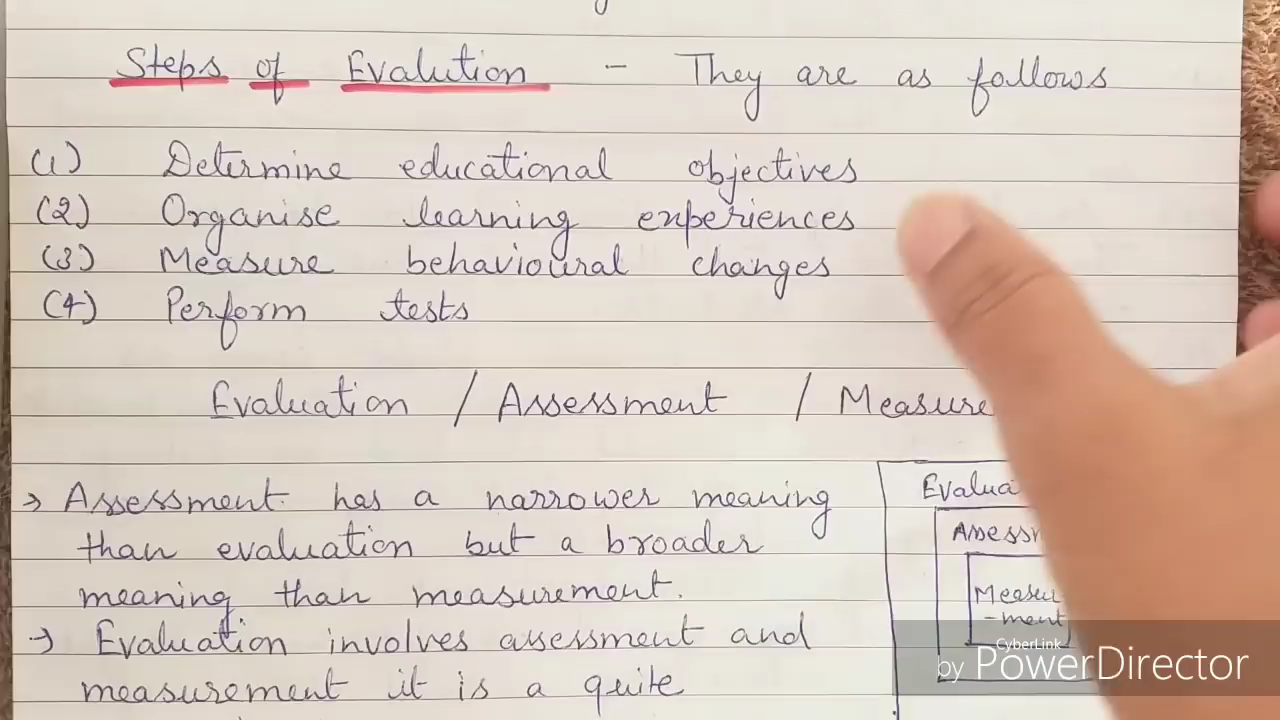 Steps of Evalution - They are as follows
(1) Determine educational objectives
(2) Organise learning experiences
(3) Measure behavioural changes
(4) Perform tests
Evaluation / Assessment / Measure
→ Assessment has a narrower meaning
than evaluation but a broader
meaning than measurement.
→ Evaluation involves assessment and
measurement it is a quite
Evalua
Assessm
Measur
-ment
CyberLink
by PowerDirector